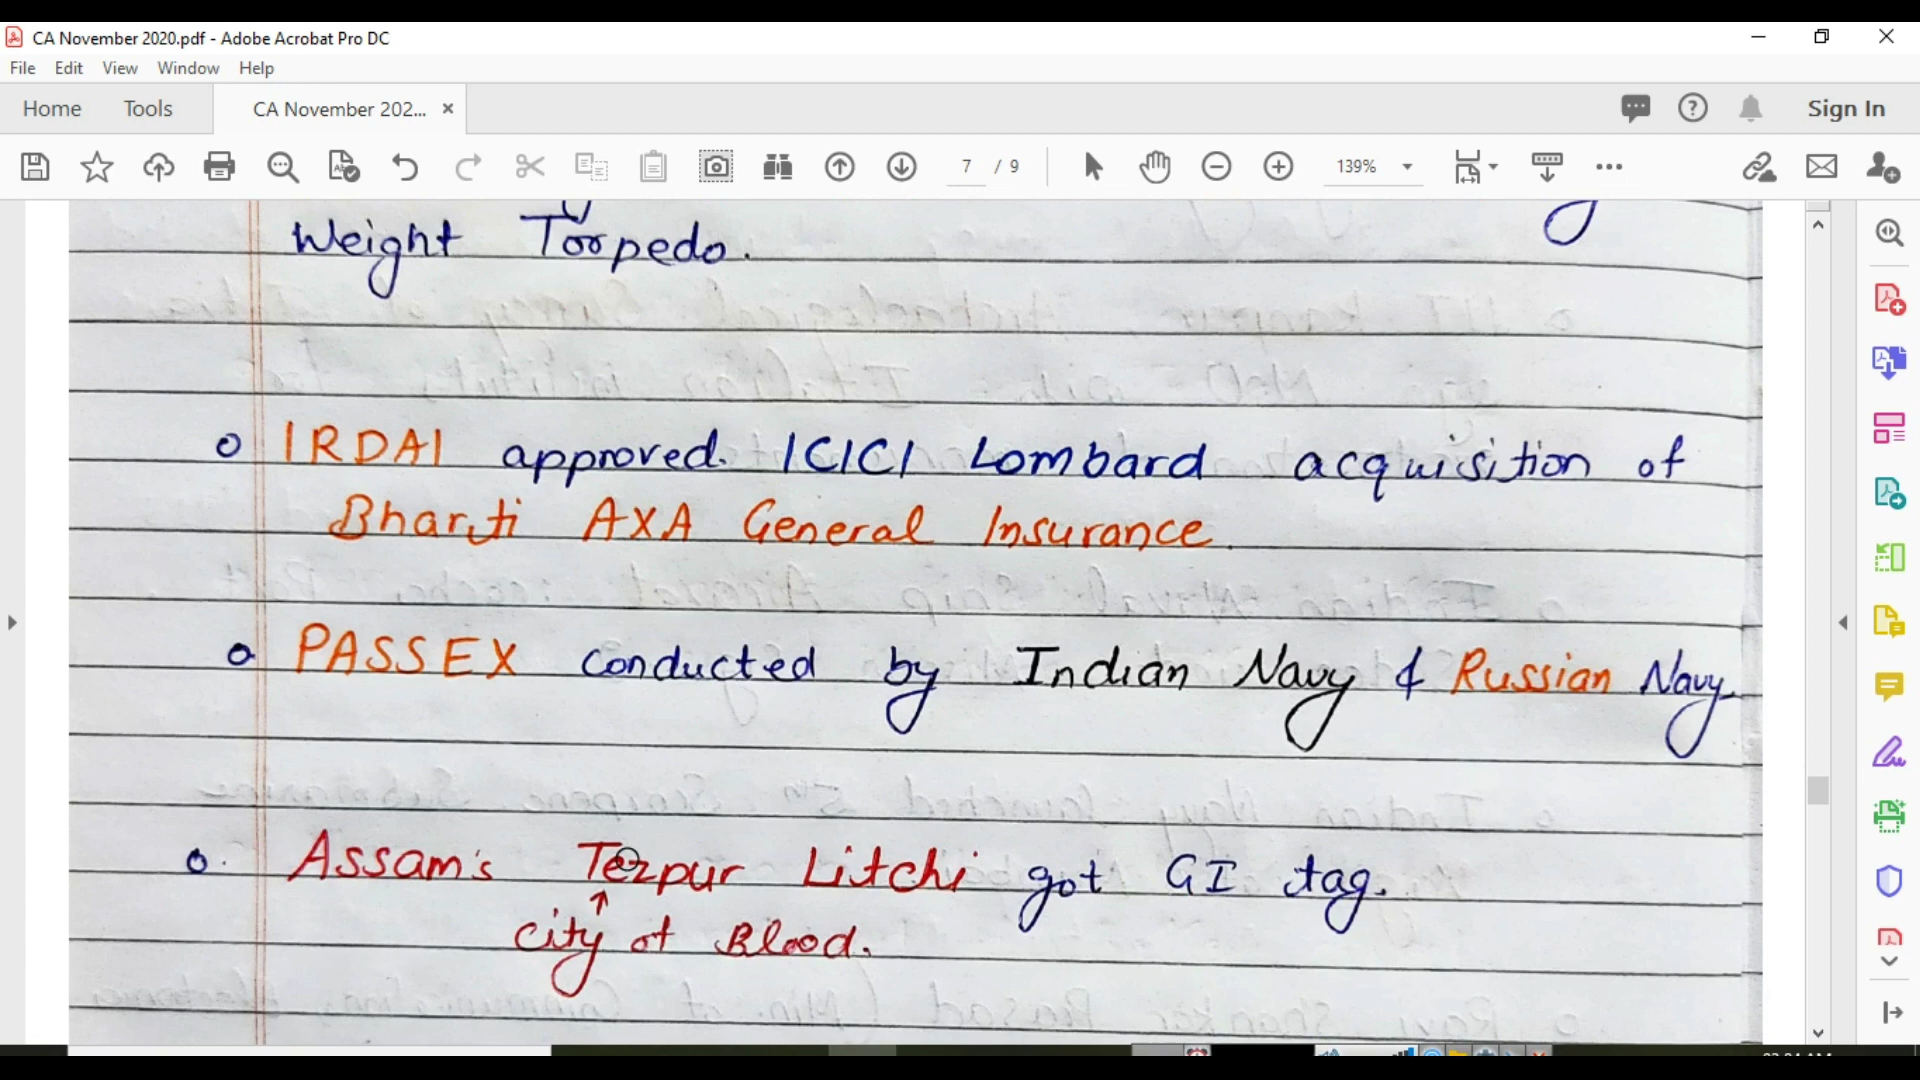 CA November 2020.pdf - Adobe Acrobat Pro DC
File Edit View Window Help
Home Tools CA November 202... × Sign In
7 / 9 139%
Weight Torpedo.
o IRDAI approved. ICICI Lombard acquisition of
Bharti AXA General Insurance.
o PASSEX conducted by Indian Navy & Russian Navy.
o. Assam's Tezpur Litchi got GI tag.
↑
City of Blood.